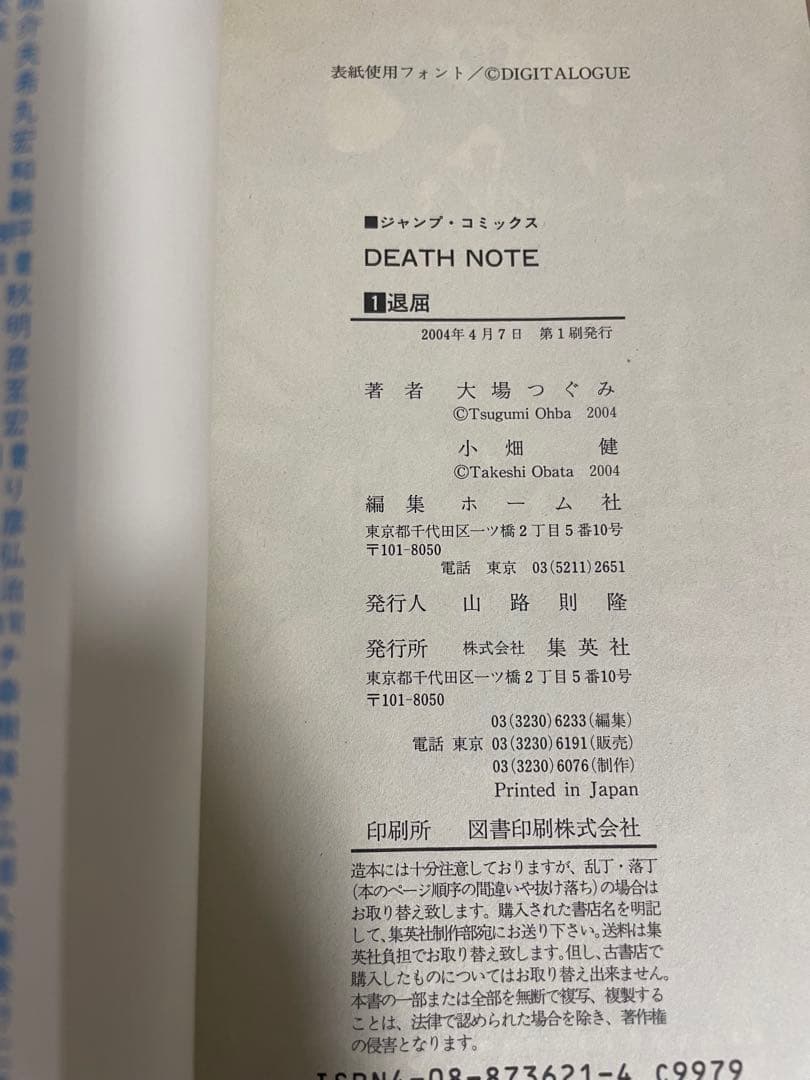 表紙使用フォント／©DIGITALOGUE
■ジャンプ・コミックス
DEATH NOTE
1退屈
2004年4月7日　第1刷発行
著者　大場つぐみ
©Tsugumi Ohba　2004
小畑　健
©Takeshi Obata　2004
編集　ホーム社
東京都千代田区一ツ橋2丁目5番10号
〒101-8050
電話　東京　03(5211)2651
発行人　山路則隆
発行所　株式会社　集英社
東京都千代田区一ツ橋2丁目5番10号
〒101-8050
03(3230)6233(編集)
電話　東京　03(3230)6191(販売)
03(3230)6076(制作)
Printed in Japan
印刷所　図書印刷株式会社
造本には十分注意しておりますが、乱丁・落丁
(本のページ順序の間違いや抜け落ち)の場合は
お取り替え致します。購入された書店名を明記
して、集英社制作部宛にお送り下さい。送料は集
英社負担でお取り替え致します。但し、古書店で
購入したものについてはお取り替え出来ません。
本書の一部または全部を無断で複写、複製する
ことは、法律で認められた場合を除き、著作権
の侵害となります。
ISBN4-08-873621-4 C9979